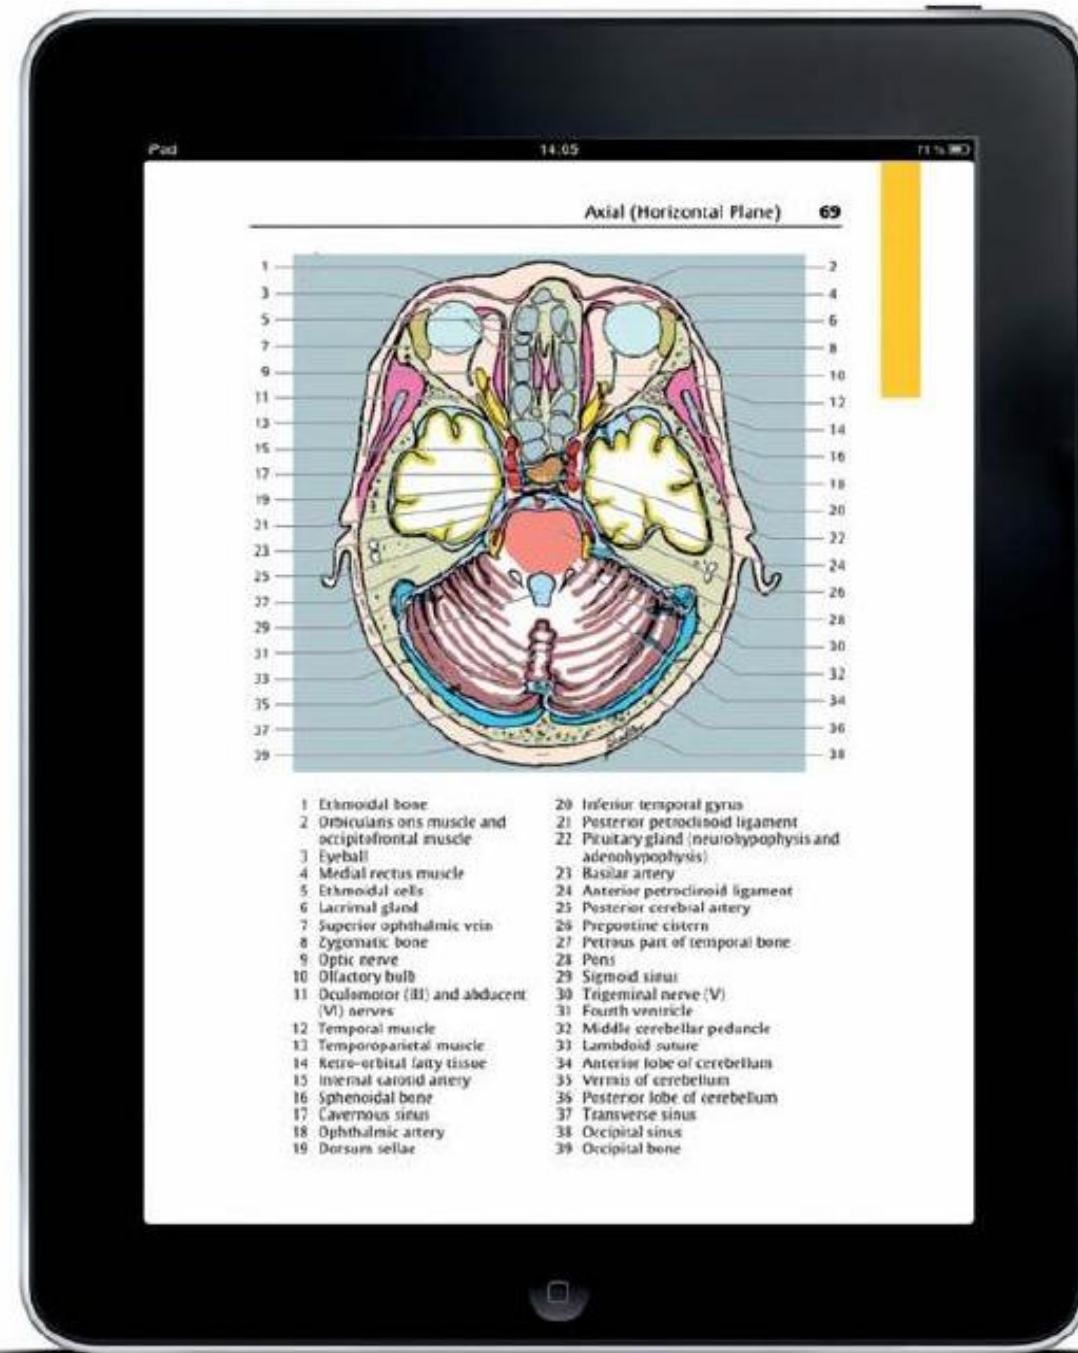 iPad 14:05 71 %
Axial (Horizontal Plane) 69
1 2
3 4
5 6
7 8
9 10
11 12
13 14
15 16
17 18
19 20
21 22
23 24
25 26
27 28
29 30
31 32
33 34
35 36
37 38
39
1 Ethmoidal bone
2 Orbicularis oris muscle and
occipitofrontal muscle
3 Eyeball
4 Medial rectus muscle
5 Ethmoidal cells
6 Lacrimal gland
7 Superior ophthalmic vein
8 Zygomatic bone
9 Optic nerve
10 Olfactory bulb
11 Oculomotor (III) and abducent
(VI) nerves
12 Temporal muscle
13 Temporoparietal muscle
14 Retro-orbital fatty tissue
15 Internal carotid artery
16 Sphenoidal bone
17 Cavernous sinus
18 Ophthalmic artery
19 Dorsum sellae
20 Inferior temporal gyrus
21 Posterior petroclinoid ligament
22 Pituitary gland (neurohypophysis and
adenohypophysis)
23 Basilar artery
24 Anterior petroclinoid ligament
25 Posterior cerebral artery
26 Prepontine cistern
27 Petrous part of temporal bone
28 Pons
29 Sigmoid sinus
30 Trigeminal nerve (V)
31 Fourth ventricle
32 Middle cerebellar peduncle
33 Lambdoid suture
34 Anterior lobe of cerebellum
35 Vermis of cerebellum
36 Posterior lobe of cerebellum
37 Transverse sinus
38 Occipital sinus
39 Occipital bone